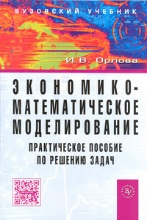 ВУЗОВСКИЙ УЧЕБНИК
И.В. Орлова
ЭКОНОМИКО-
МАТЕМАТИЧЕСКОЕ
МОДЕЛИРОВАНИЕ
ПРАКТИЧЕСКОЕ ПОСОБИЕ
ПО РЕШЕНИЮ ЗАДАЧ